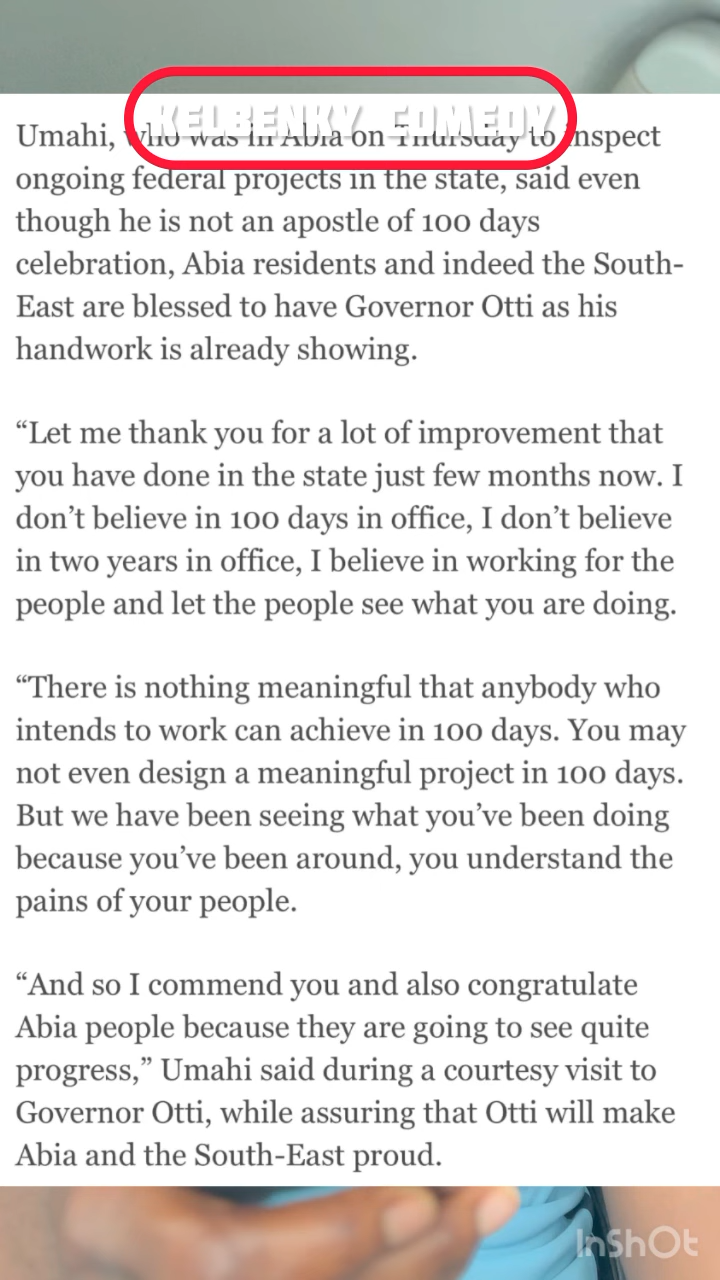 KELBENKY COMEDY
Umahi, who was in Abia on Thursday to inspect
ongoing federal projects in the state, said even
though he is not an apostle of 100 days
celebration, Abia residents and indeed the South-
East are blessed to have Governor Otti as his
handwork is already showing.
“Let me thank you for a lot of improvement that
you have done in the state just few months now. I
don’t believe in 100 days in office, I don’t believe
in two years in office, I believe in working for the
people and let the people see what you are doing.
“There is nothing meaningful that anybody who
intends to work can achieve in 100 days. You may
not even design a meaningful project in 100 days.
But we have been seeing what you’ve been doing
because you’ve been around, you understand the
pains of your people.
“And so I commend you and also congratulate
Abia people because they are going to see quite
progress,” Umahi said during a courtesy visit to
Governor Otti, while assuring that Otti will make
Abia and the South-East proud.
InShOt